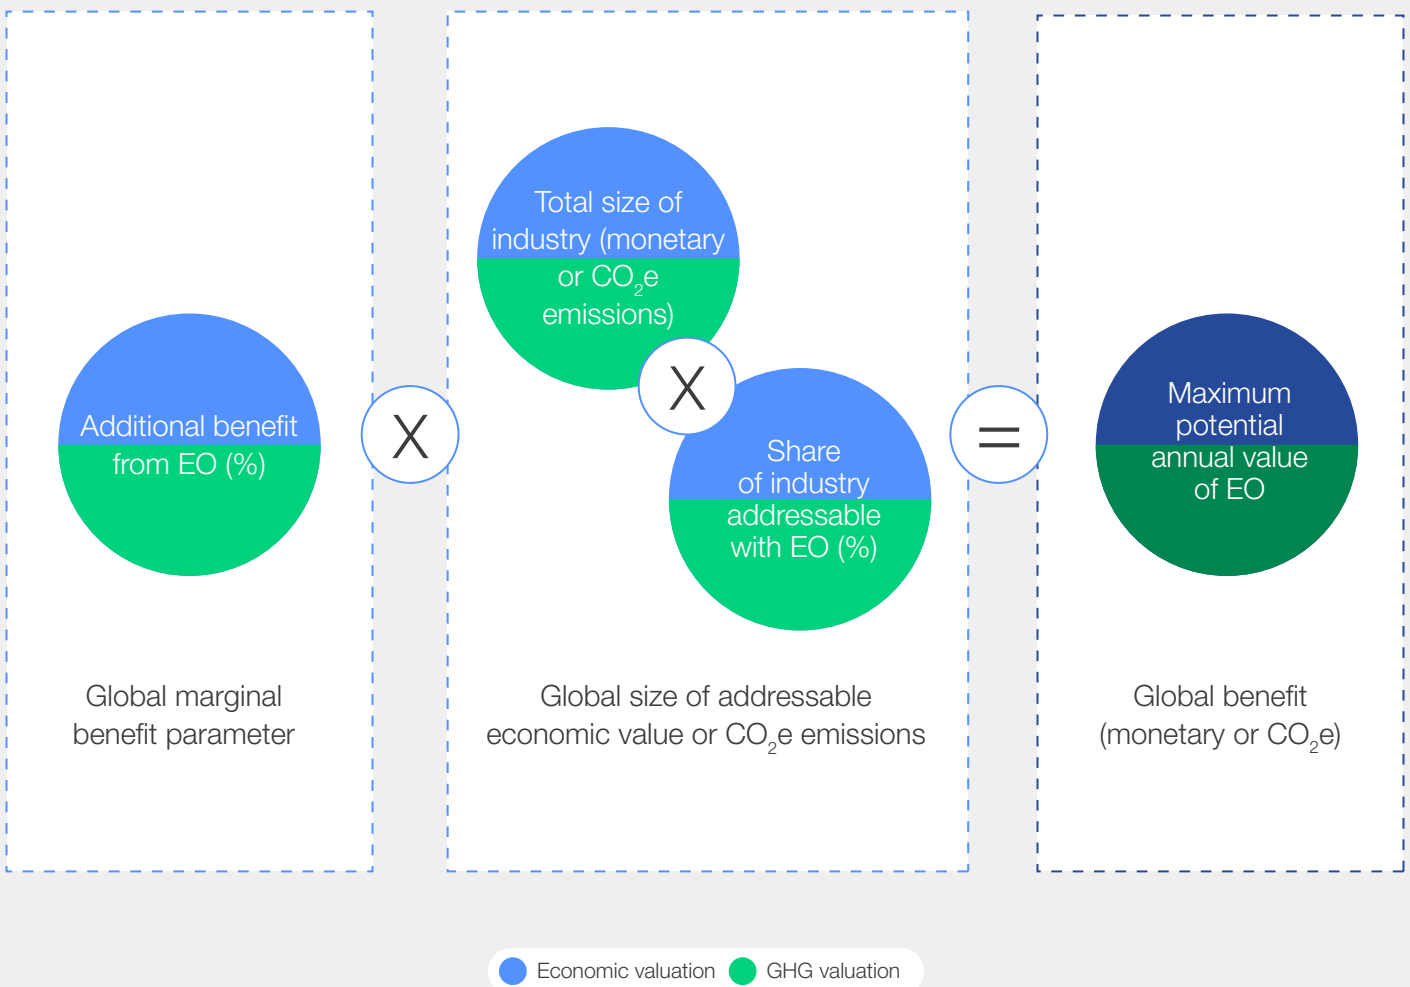 Additional benefit
from EO (%)
Global marginal
benefit parameter
X
Total size of
industry (monetary
or CO₂e
emissions)
X
Share
of industry
addressable
with EO (%)
Global size of addressable
economic value or CO₂e emissions
=
Maximum
potential
annual value
of EO
Global benefit
(monetary or CO₂e)
Economic valuation
GHG valuation